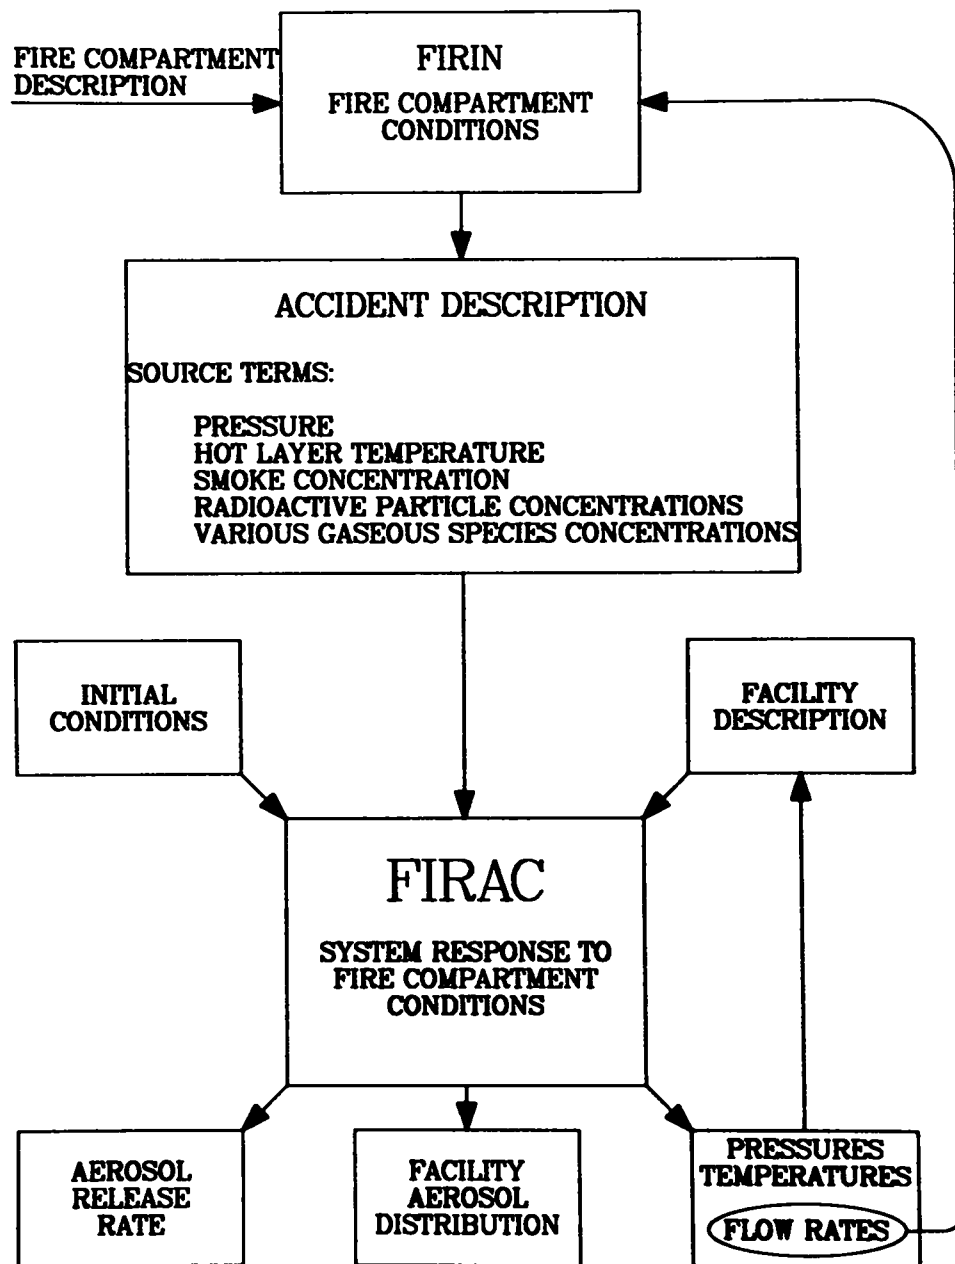 FIRE COMPARTMENT
DESCRIPTION
FIRIN
FIRE COMPARTMENT
CONDITIONS
ACCIDENT DESCRIPTION
SOURCE TERMS:
PRESSURE
HOT LAYER TEMPERATURE
SMOKE CONCENTRATION
RADIOACTIVE PARTICLE CONCENTRATIONS
VARIOUS GASEOUS SPECIES CONCENTRATIONS
INITIAL
CONDITIONS
FACILITY
DESCRIPTION
FIRAC
SYSTEM RESPONSE TO
FIRE COMPARTMENT
CONDITIONS
AEROSOL
RELEASE
RATE
FACILITY
AEROSOL
DISTRIBUTION
PRESSURES
TEMPERATURES
FLOW RATES